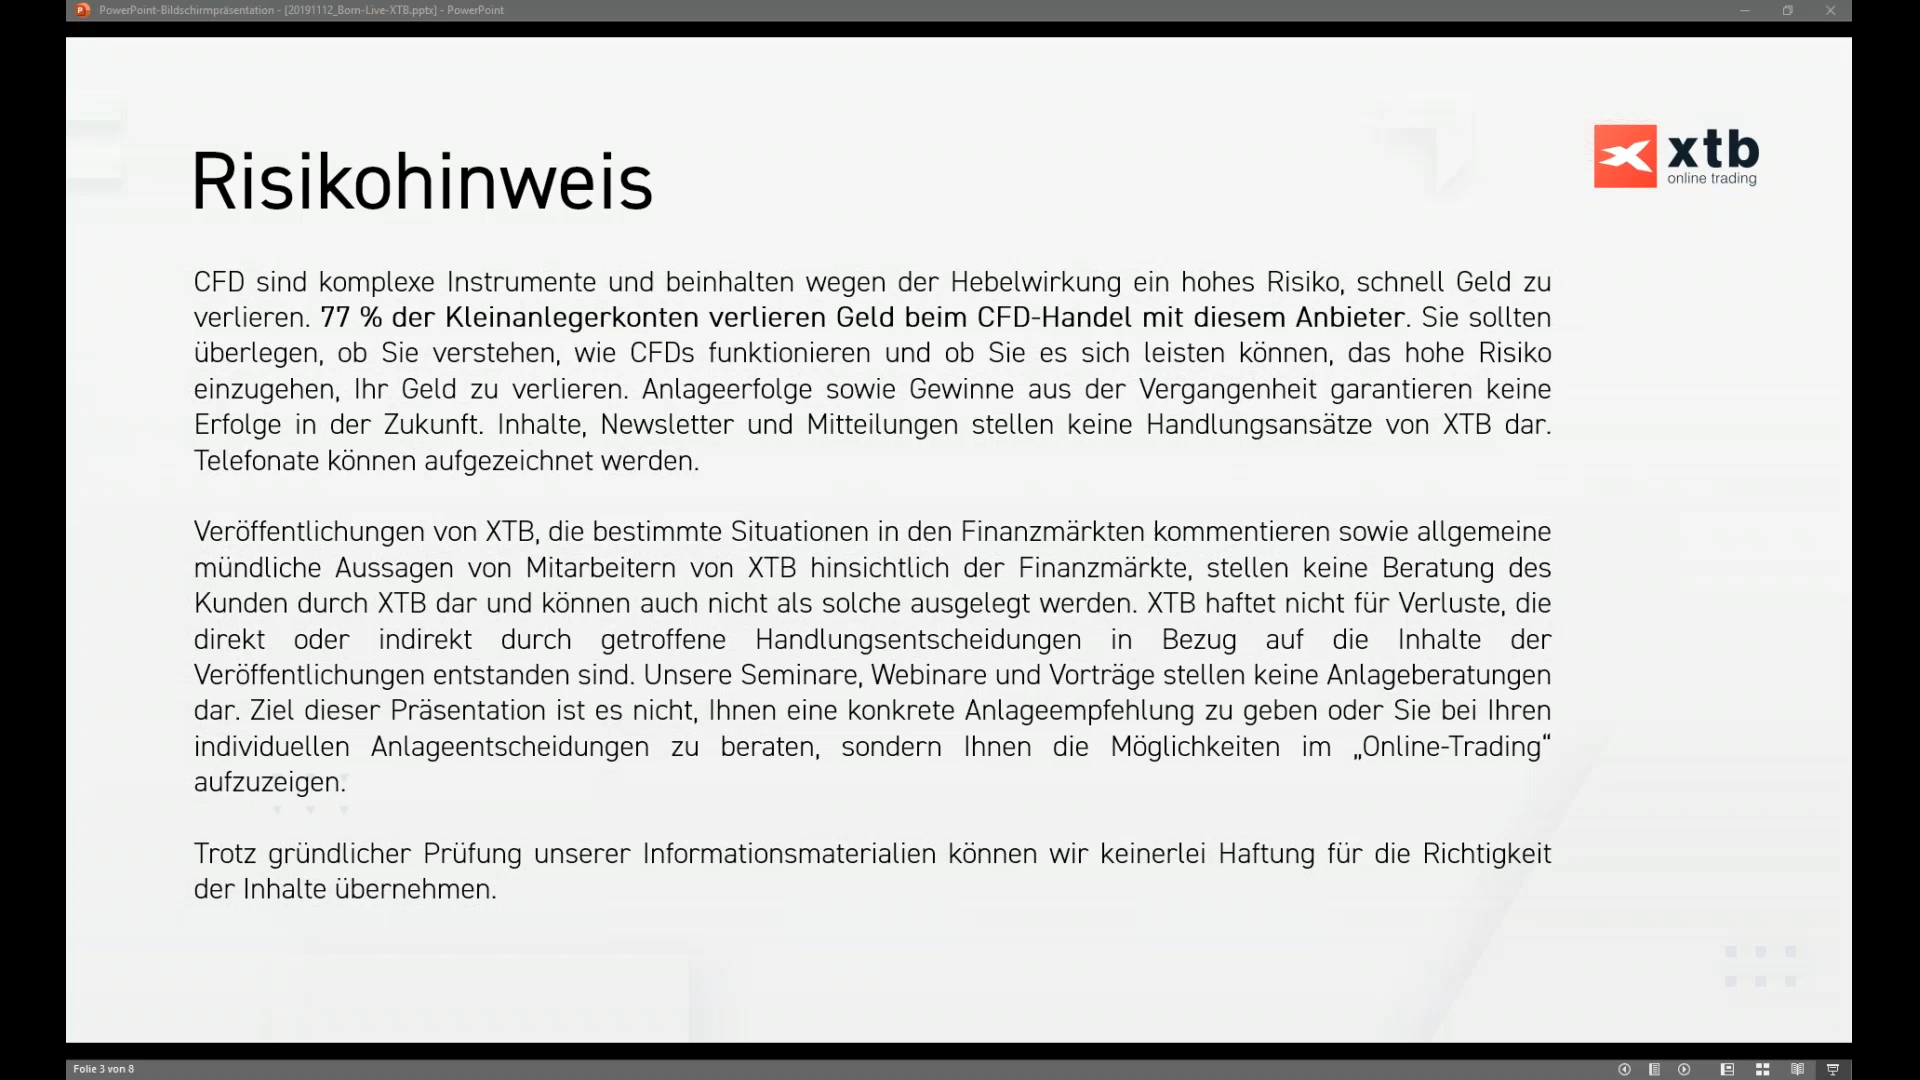 PowerPoint-Bildschirmpräsentation - [20191112_Born-Live-XTB.pptx] - PowerPoint
xtb
online trading
Risikohinweis
CFD sind komplexe Instrumente und beinhalten wegen der Hebelwirkung ein hohes Risiko, schnell Geld zu
verlieren. 77 % der Kleinanlegerkonten verlieren Geld beim CFD-Handel mit diesem Anbieter. Sie sollten
überlegen, ob Sie verstehen, wie CFDs funktionieren und ob Sie es sich leisten können, das hohe Risiko
einzugehen, Ihr Geld zu verlieren. Anlageerfolge sowie Gewinne aus der Vergangenheit garantieren keine
Erfolge in der Zukunft. Inhalte, Newsletter und Mitteilungen stellen keine Handlungsansätze von XTB dar.
Telefonate können aufgezeichnet werden.
Veröffentlichungen von XTB, die bestimmte Situationen in den Finanzmärkten kommentieren sowie allgemeine
mündliche Aussagen von Mitarbeitern von XTB hinsichtlich der Finanzmärkte, stellen keine Beratung des
Kunden durch XTB dar und können auch nicht als solche ausgelegt werden. XTB haftet nicht für Verluste, die
direkt oder indirekt durch getroffene Handlungsentscheidungen in Bezug auf die Inhalte der
Veröffentlichungen entstanden sind. Unsere Seminare, Webinare und Vorträge stellen keine Anlageberatungen
dar. Ziel dieser Präsentation ist es nicht, Ihnen eine konkrete Anlageempfehlung zu geben oder Sie bei Ihren
individuellen Anlageentscheidungen zu beraten, sondern Ihnen die Möglichkeiten im „Online-Trading“
aufzuzeigen.
Trotz gründlicher Prüfung unserer Informationsmaterialien können wir keinerlei Haftung für die Richtigkeit
der Inhalte übernehmen.
Folie 3 von 8